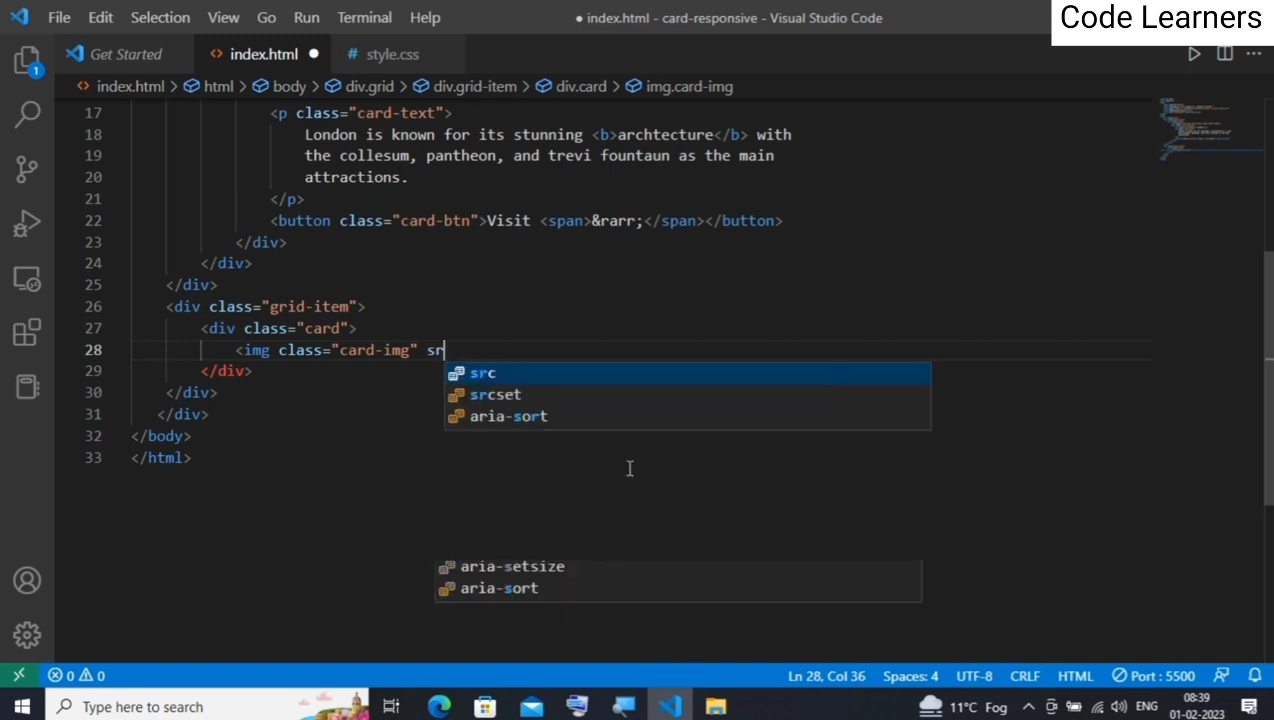 File Edit Selection View Go Run Terminal Help
● index.html - card-responsive - Visual Studio Code
Code Learners
1
Get Started
<> index.html ●
# style.css
<> index.html > html > body > div.grid > div.grid-item > div.card > img.card-img
17 <p class="card-text">
18 London is known for its stunning <b>archtecture</b> with
19 the collesum, pantheon, and trevi fountaun as the main
20 attractions.
21 </p>
22 <button class="card-btn">Visit <span>&rarr;</span></button>
23 </div>
24 </div>
25 </div>
26 <div class="grid-item">
27 <div class="card">
28 <img class="card-img" sr
src
29 </div>
srcset
30 </div>
aria-sort
31 </div>
32 </body>
33 </html>
aria-setsize
aria-sort
0 0
Ln 28, Col 36 Spaces: 4 UTF-8 CRLF HTML Port : 5500
Type here to search
11°C Fog
ENG
08:39
01-02-2023